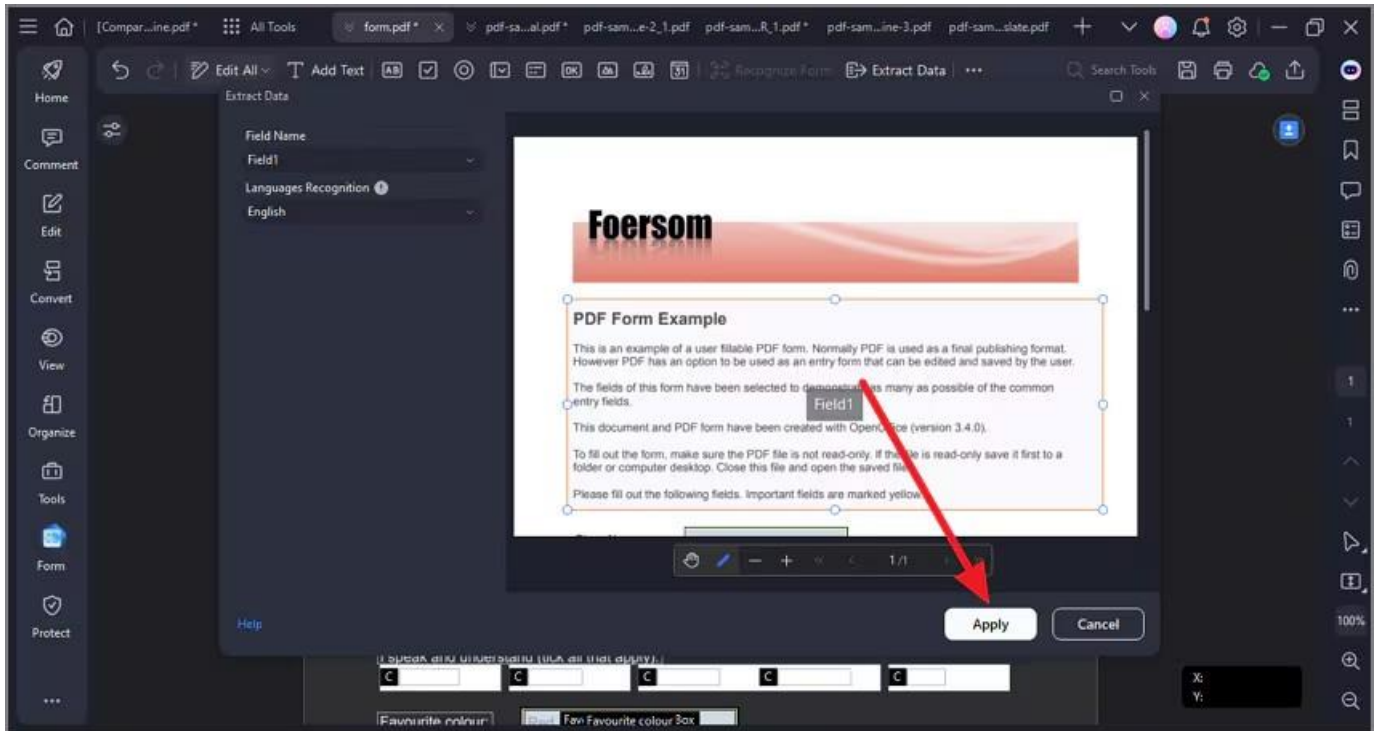 [Compar...ine.pdf *
All Tools
form.pdf *
pdf-sa...al.pdf *
pdf-sam...e-2_1.pdf
pdf-sam...R_1.pdf *
pdf-sam...ine-3.pdf
pdf-sam...slate.pdf
Edit All
Add Text
OK
31
Recognize Form
Extract Data
Search Tools
Home
Comment
Edit
Convert
View
Organize
Tools
Form
Protect
Extract Data
Field Name
Field1
Languages Recognition
English
Foersom
PDF Form Example
This is an example of a user fillable PDF form. Normally PDF is used as a final publishing format.
However PDF has an option to be used as an entry form that can be edited and saved by the user.
The fields of this form have been selected to demonstrate as many as possible of the common
entry fields.
Field1
This document and PDF form have been created with OpenOffice (version 3.4.0).
To fill out the form, make sure the PDF file is not read-only. If the file is read-only save it first to a
folder or computer desktop. Close this file and open the saved file.
Please fill out the following fields. Important fields are marked yellow
1 /1
Help
Apply
Cancel
I speak and understand (tick all that apply):
C C C C C
Favourite colour:
Red
Favourite colour Box
1
1
100%
X:
Y: